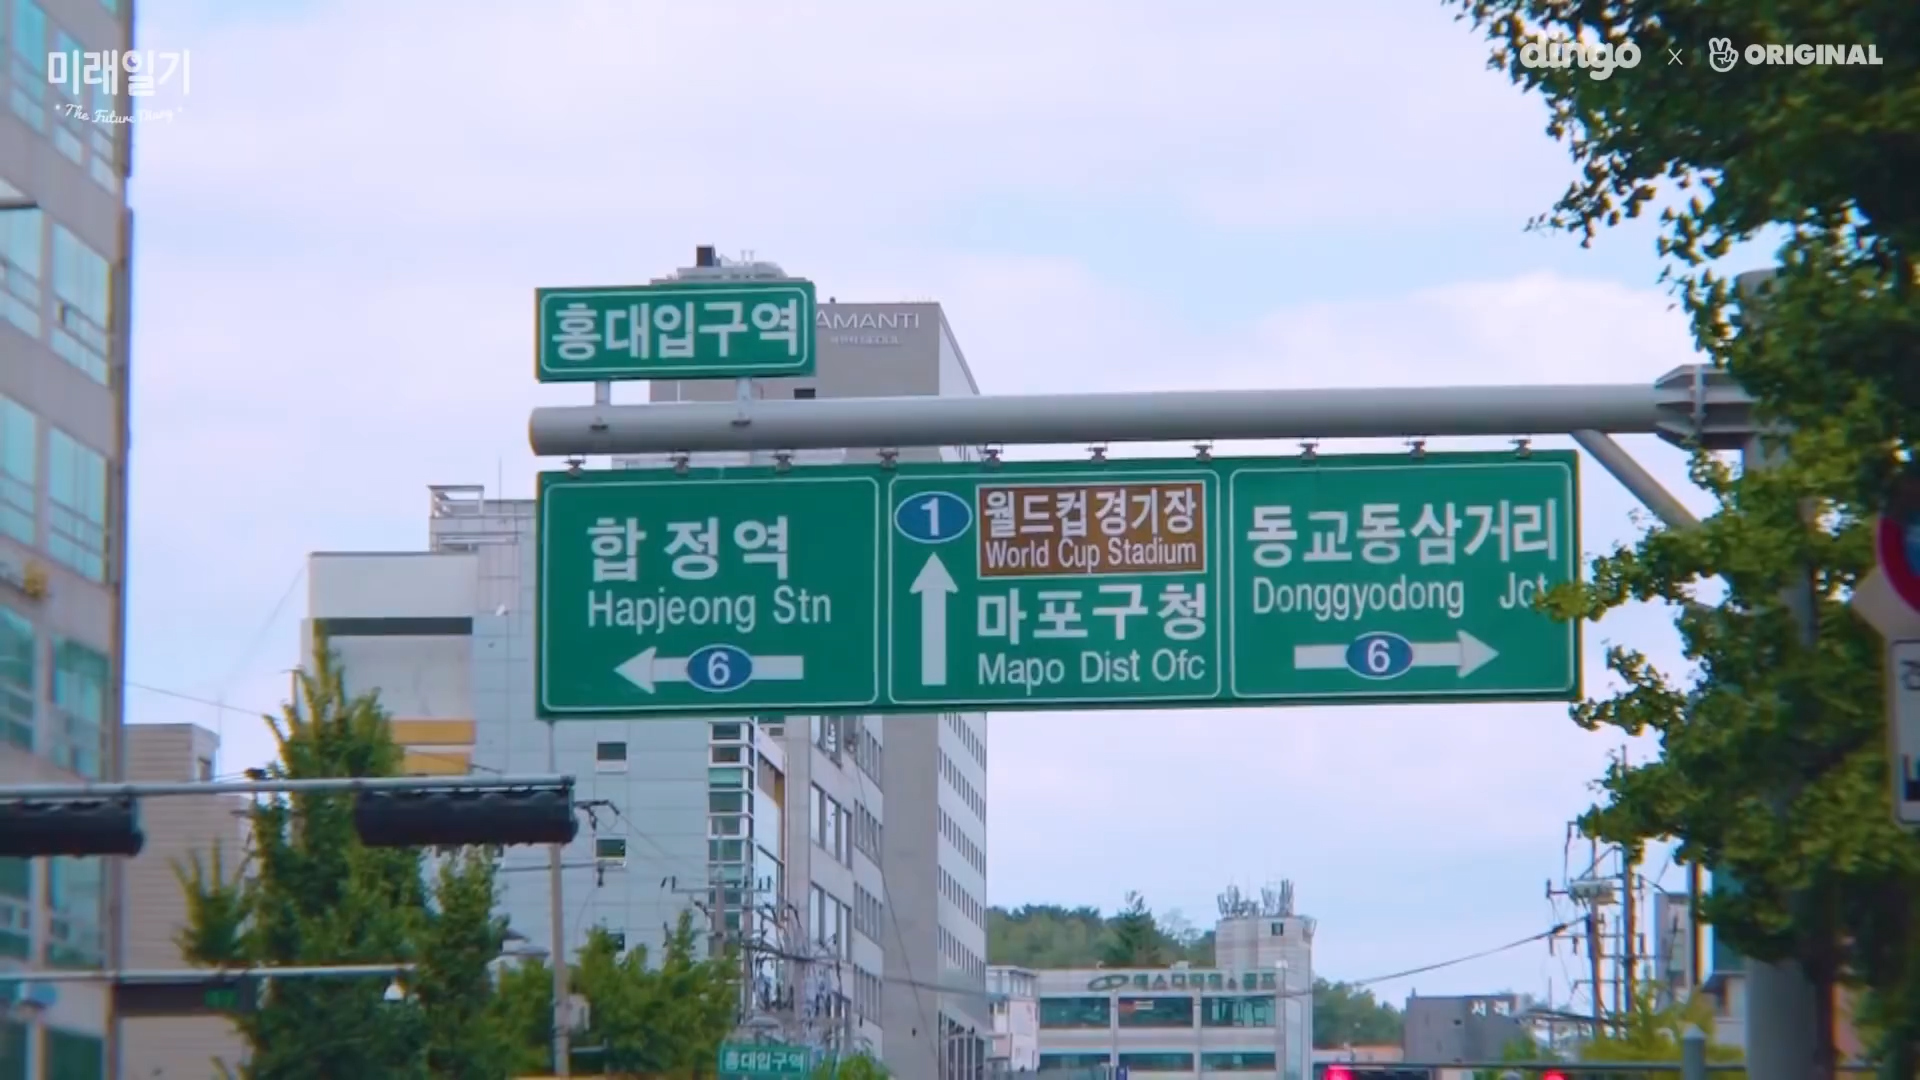 미래일기
The Future Diary
dingo x ORIGINAL
홍대입구역
AMANTI
SEOUL
합정역
Hapjeong Stn
6
1
월드컵경기장
World Cup Stadium
마포구청
Mapo Dist Ofc
동교동삼거리
Donggyodong Jct
6
홍대입구역